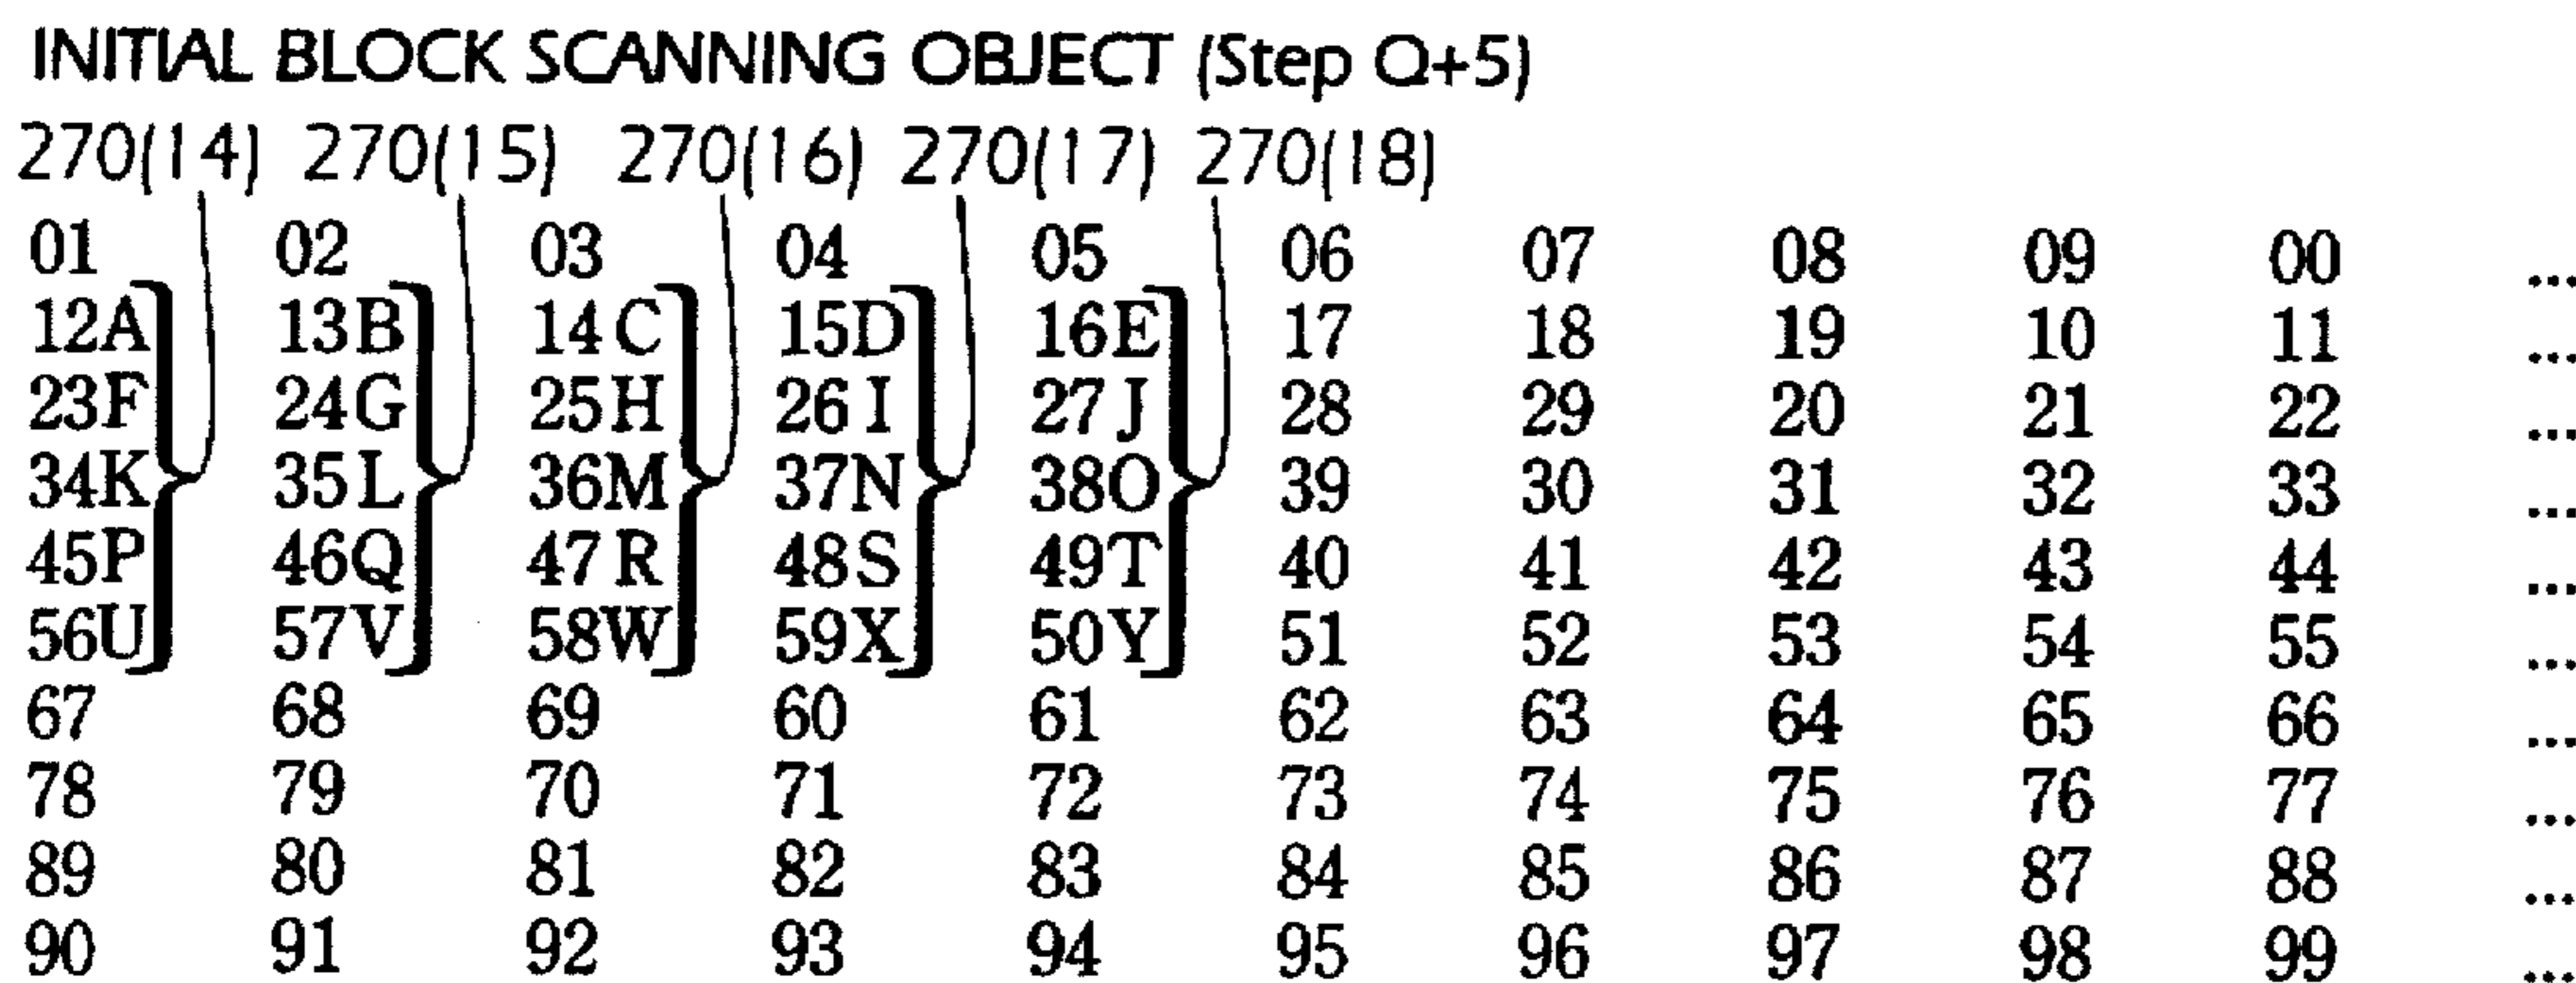 INITIAL BLOCK SCANNING OBJECT (Step Q+5)
270(14) 270(15) 270(16) 270(17) 270(18)
01 02 03 04 05 06 07 08 09 00 ...
12A 13B 14C 15D 16E 17 18 19 10 11 ...
23F 24G 25H 26I 27J 28 29 20 21 22 ...
34K 35L 36M 37N 38O 39 30 31 32 33 ...
45P 46Q 47R 48S 49T 40 41 42 43 44 ...
56U 57V 58W 59X 50Y 51 52 53 54 55 ...
67 68 69 60 61 62 63 64 65 66 ...
78 79 70 71 72 73 74 75 76 77 ...
89 80 81 82 83 84 85 86 87 88 ...
90 91 92 93 94 95 96 97 98 99 ...